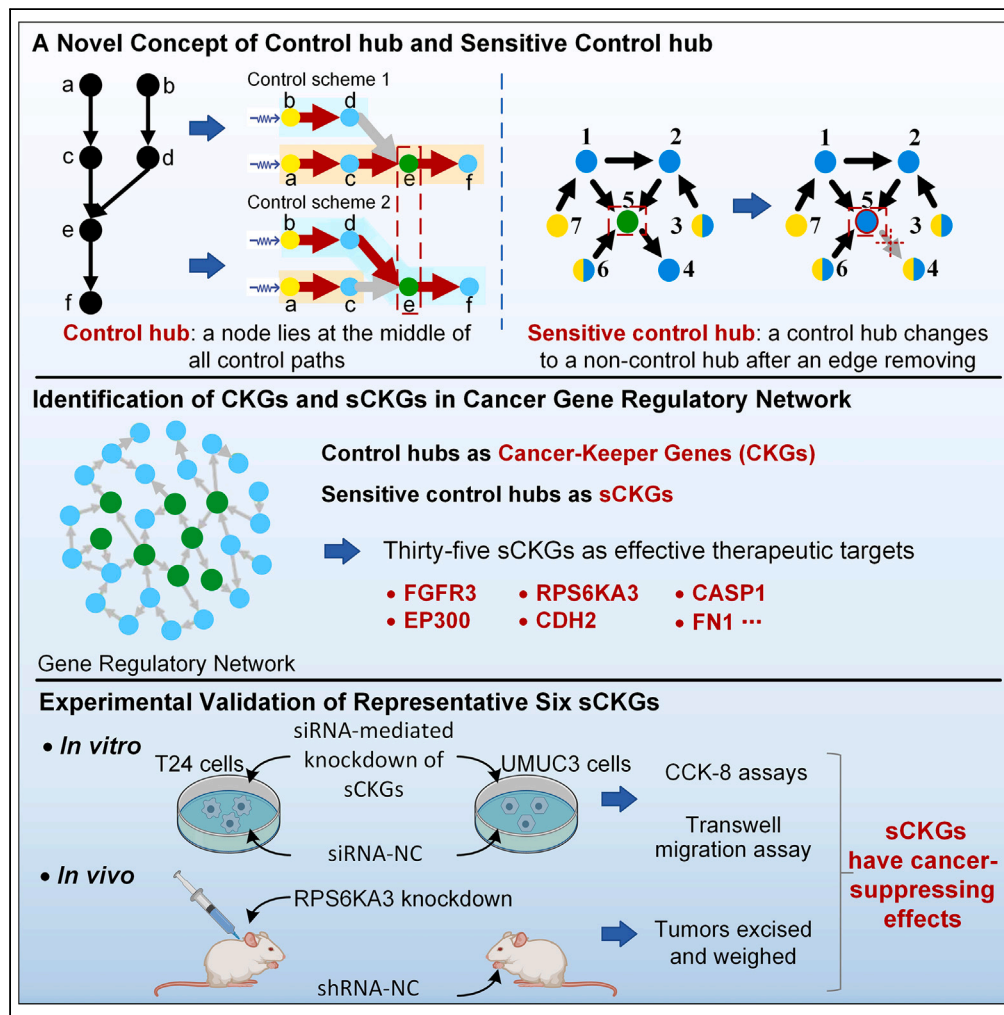 A Novel Concept of Control hub and Sensitive Control hub
a
b
c
d
e
f
Control scheme 1
b
d
a
c
e
f
Control scheme 2
b
d
a
c
e
f
1
2
5
7
3
6
4
1
2
5
7
3
6
4
Control hub: a node lies at the middle of
all control paths
Sensitive control hub: a control hub changes
to a non-control hub after an edge removing
Identification of CKGs and sCKGs in Cancer Gene Regulatory Network
Control hubs as Cancer-Keeper Genes (CKGs)
Sensitive control hubs as sCKGs
Thirty-five sCKGs as effective therapeutic targets
• FGFR3 • RPS6KA3 • CASP1
• EP300 • CDH2 • FN1 ···
Gene Regulatory Network
Experimental Validation of Representative Six sCKGs
• In vitro
T24 cells
siRNA-mediated
knockdown of
sCKGs
UMUC3 cells
siRNA-NC
CCK-8 assays
Transwell
migration assay
• In vivo
RPS6KA3 knockdown
shRNA-NC
Tumors excised
and weighed
sCKGs
have cancer-
suppressing
effects